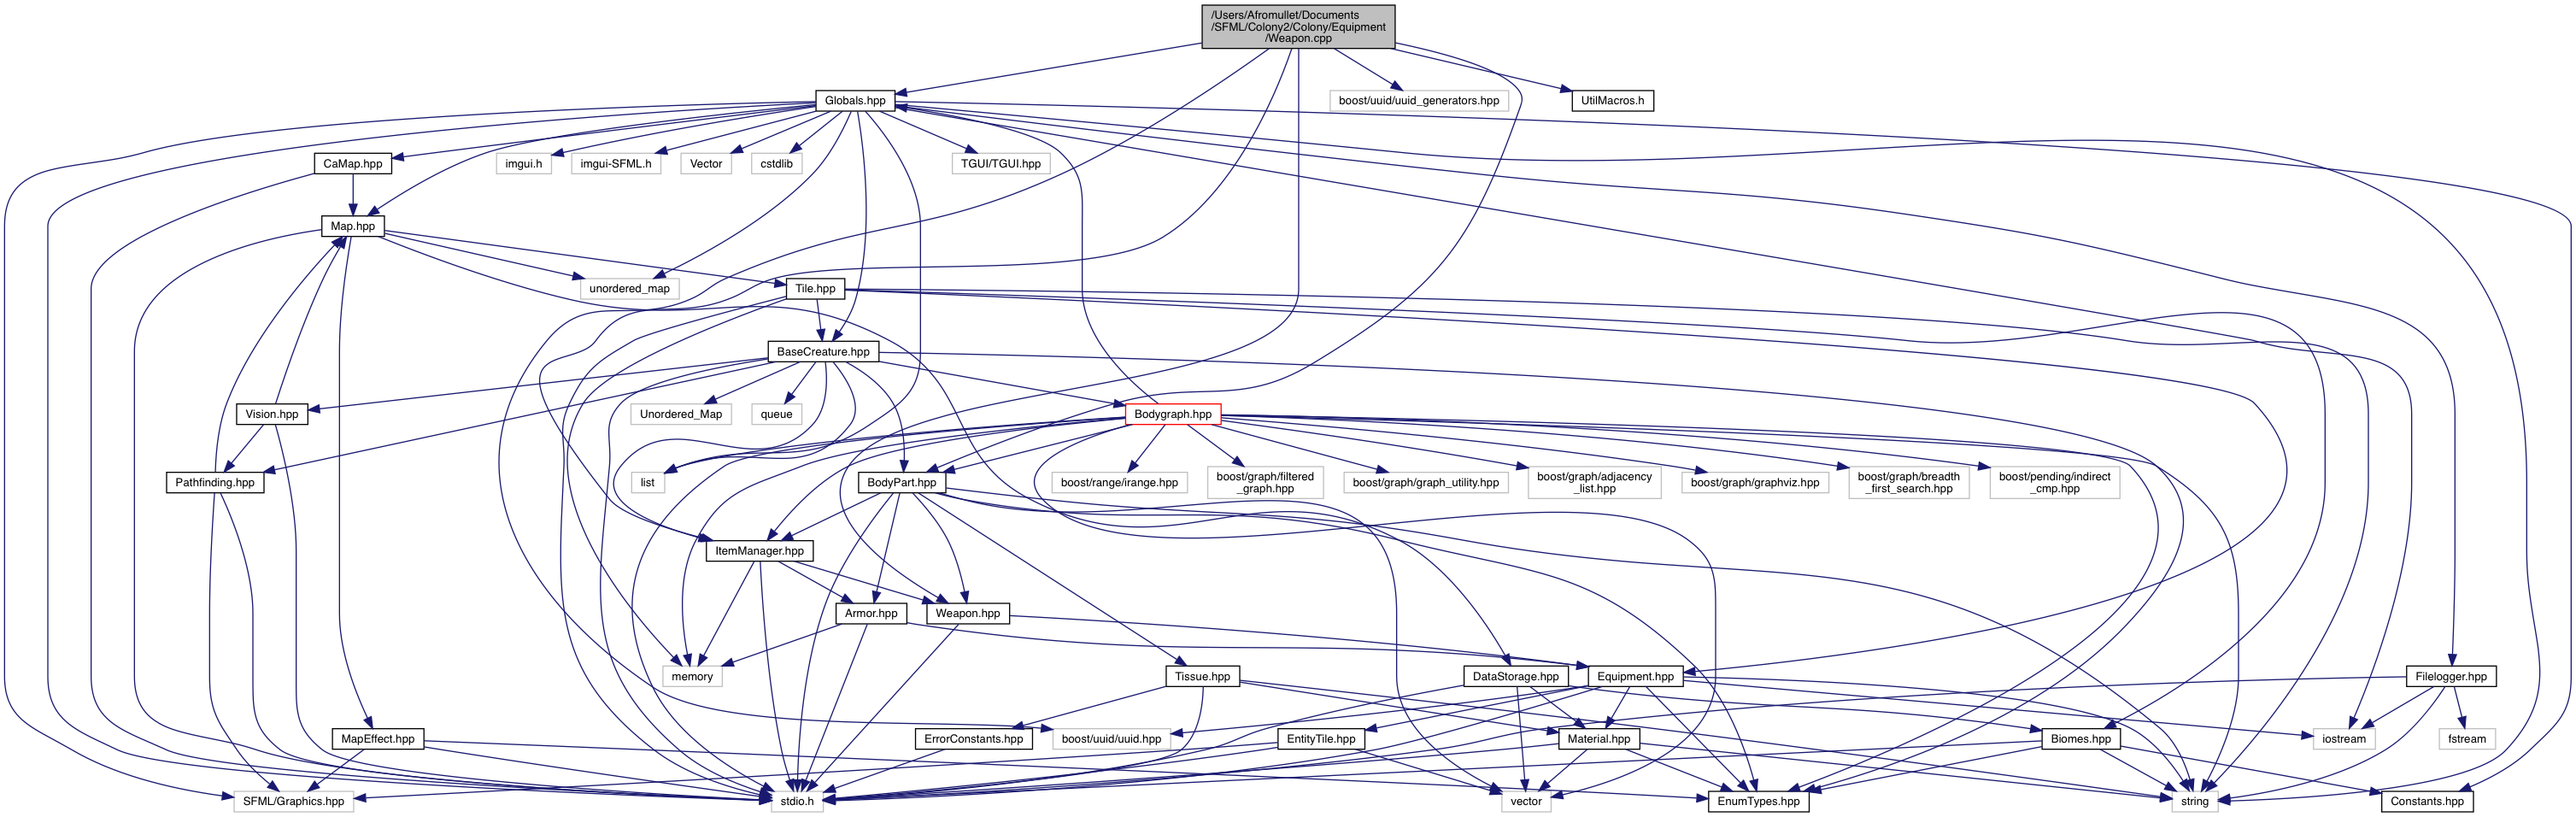 /Users/Afromullet/Documents
/SFML/Colony2/Colony/Equipment
/Weapon.cpp
Globals.hpp
boost/uuid/uuid_generators.hpp
UtilMacros.h
CaMap.hpp
imgui.h
imgui-SFML.h
Vector
cstdlib
TGUI/TGUI.hpp
Map.hpp
unordered_map
Tile.hpp
BaseCreature.hpp
Vision.hpp
Unordered_Map
queue
Bodygraph.hpp
Pathfinding.hpp
list
BodyPart.hpp
boost/range/irange.hpp
boost/graph/filtered
_graph.hpp
boost/graph/graph_utility.hpp
boost/graph/adjacency
_list.hpp
boost/graph/graphviz.hpp
boost/graph/breadth
_first_search.hpp
boost/pending/indirect
_cmp.hpp
ItemManager.hpp
Armor.hpp
Weapon.hpp
memory
Tissue.hpp
DataStorage.hpp
Equipment.hpp
Filelogger.hpp
MapEffect.hpp
ErrorConstants.hpp
boost/uuid/uuid.hpp
EntityTile.hpp
Material.hpp
Biomes.hpp
iostream
fstream
SFML/Graphics.hpp
stdio.h
vector
EnumTypes.hpp
string
Constants.hpp